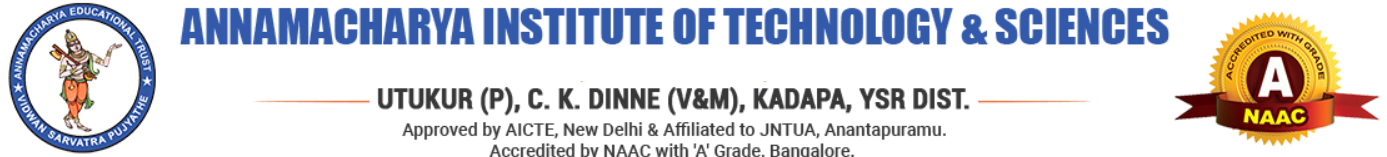 ANNAMACHARYA EDUCATIONAL TRUST
★ VIDWAN SARVATRA PUJYATHE ★
ANNAMACHARYA INSTITUTE OF TECHNOLOGY & SCIENCES
UTUKUR (P), C. K. DINNE (V&M), KADAPA, YSR DIST.
Approved by AICTE, New Delhi & Affiliated to JNTUA, Anantapuramu.
Accredited by NAAC with 'A' Grade, Bangalore.
ACCREDITED WITH GRADE
A
NAAC